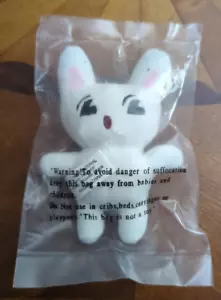 "Warning:To avoid danger of suffocation
keep this bag away from babies and
children.
Do Not use in cribs,beds,carriages or
playpens."This bag is not a toy"